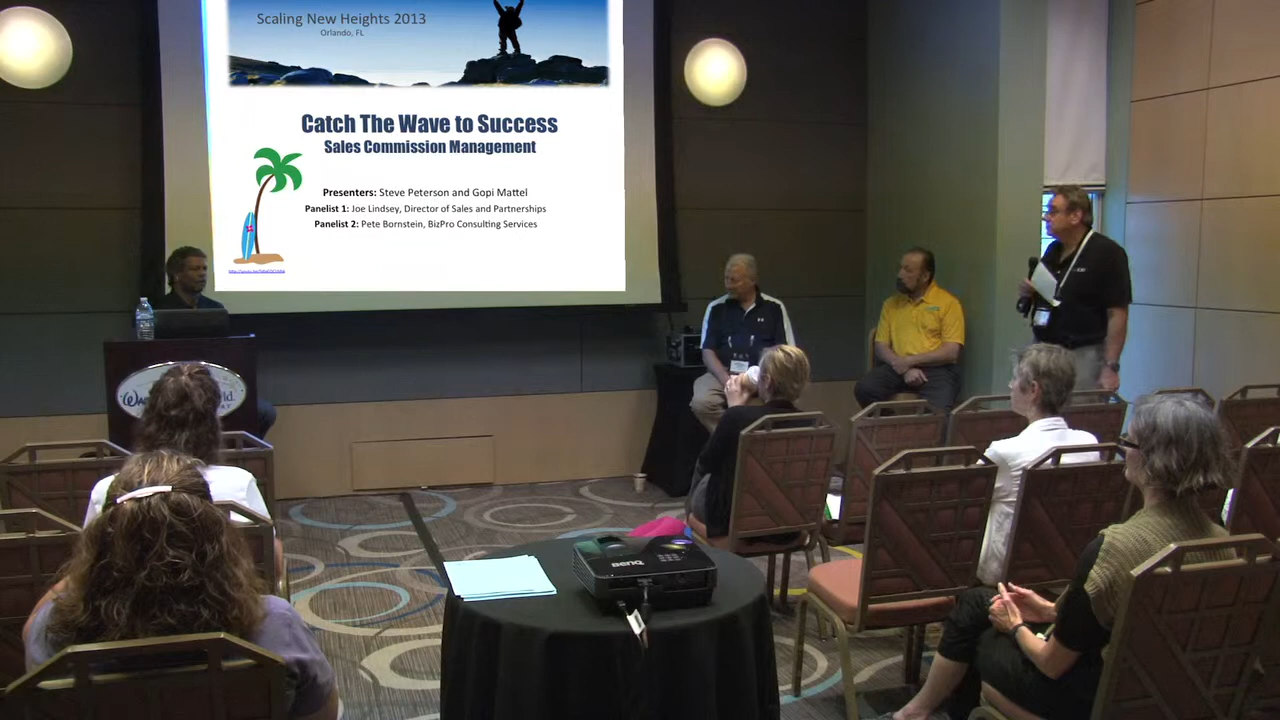 Scaling New Heights 2013
Orlando, FL
Catch The Wave to Success
Sales Commission Management
Presenters: Steve Peterson and Gopi Mattel
Panelist 1: Joe Lindsey, Director of Sales and Partnerships
Panelist 2: Pete Bornstein, BizPro Consulting Services
BenQ